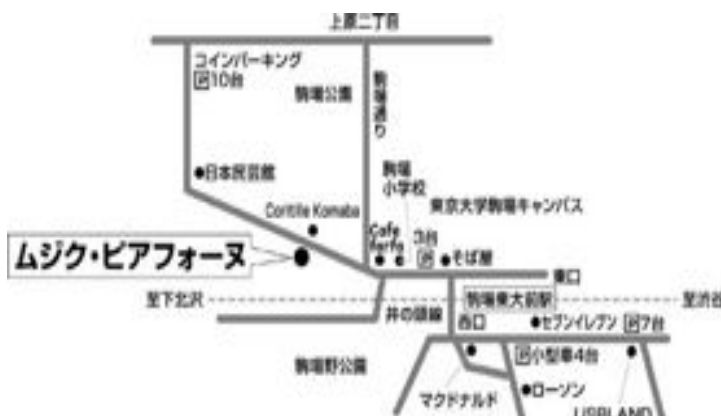 上原二丁目
コインパーキング
P10台
駒場公園
駒場通り
日本民芸館
駒場
小学校
東京大学駒場キャンパス
Coritile Komaba
Cafe
3台
P
そば屋
ムジク・ピアフォーヌ
東口
至下北沢
駒場東大前駅
至渋谷
井の頭線
西口
セブンイレブン
P7台
駒場野公園
P小型車4台
マクドナルド
ローソン